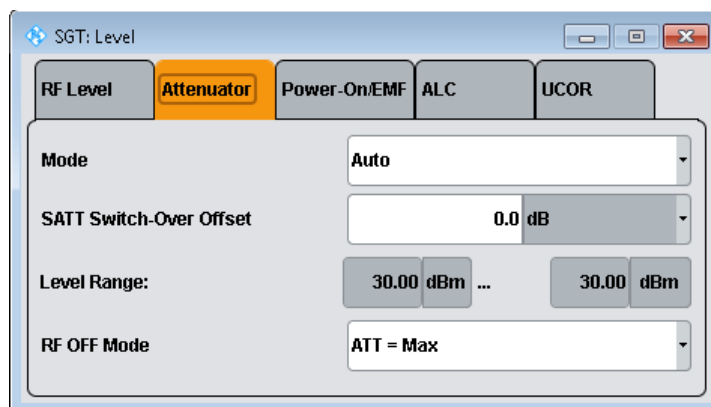 SGT: Level
RF Level Attenuator Power-On/EMF ALC UCOR
Mode Auto
SATT Switch-Over Offset 0.0 dB
Level Range: 30.00 dBm ... 30.00 dBm
RF OFF Mode ATT = Max